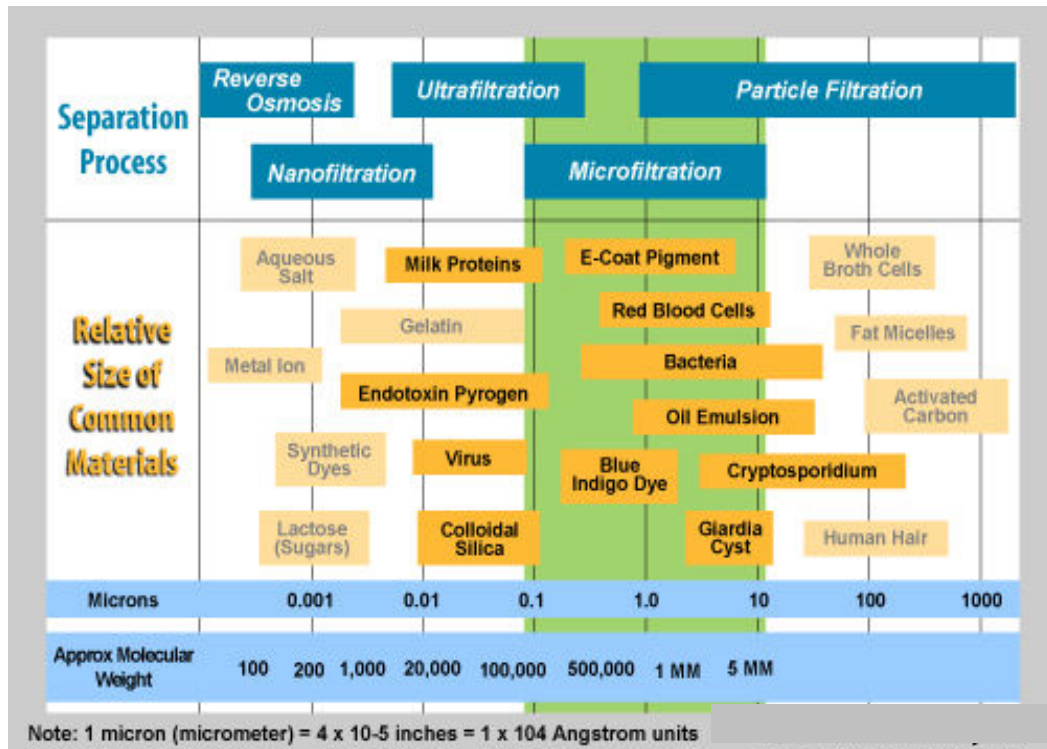 Reverse
Osmosis
Ultrafiltration
Particle Filtration
Separation
Process
Nanofiltration
Microfiltration
Aqueous
Salt
Milk Proteins
E-Coat Pigment
Whole
Broth Cells
Red Blood Cells
Gelatin
Fat Micelles
Relative
Size of
Common
Materials
Metal Ion
Bacteria
Endotoxin Pyrogen
Activated
Carbon
Oil Emulsion
Synthetic
Dyes
Virus
Blue
Indigo Dye
Cryptosporidium
Lactose
(Sugars)
Colloidal
Silica
Giardia
Cyst
Human Hair
Microns 0.001 0.01 0.1 1.0 10 100 1000
Approx Molecular
Weight
100 200 1,000 20,000 100,000 500,000 1 MM 5 MM
Note: 1 micron (micrometer) = 4 x 10-5 inches = 1 x 104 Angstrom units